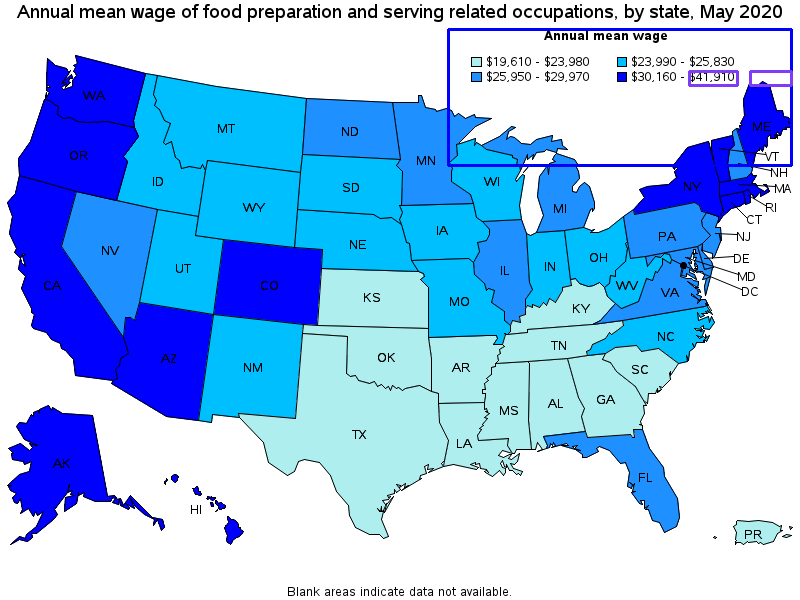 Annual mean wage of food preparation and serving related occupations, by state, May 2020
Annual mean wage
$19,610 - $23,980 $23,990 - $25,830
$25,950 - $29,970 $30,160 - $41,910
WA
ME
MT
ND
MN
OR
VT
NH
ID
SD
WI
NY
MA
WY
MI
RI
CT
IA
PA
NJ
NV
NE
UT
IL
IN
OH
DE
MD
CA
CO
WV
DC
KS
MO
VA
KY
NC
AZ
NM
OK
AR
TN
SC
MS
AL
GA
TX
LA
AK
FL
HI
PR
Blank areas indicate data not available.